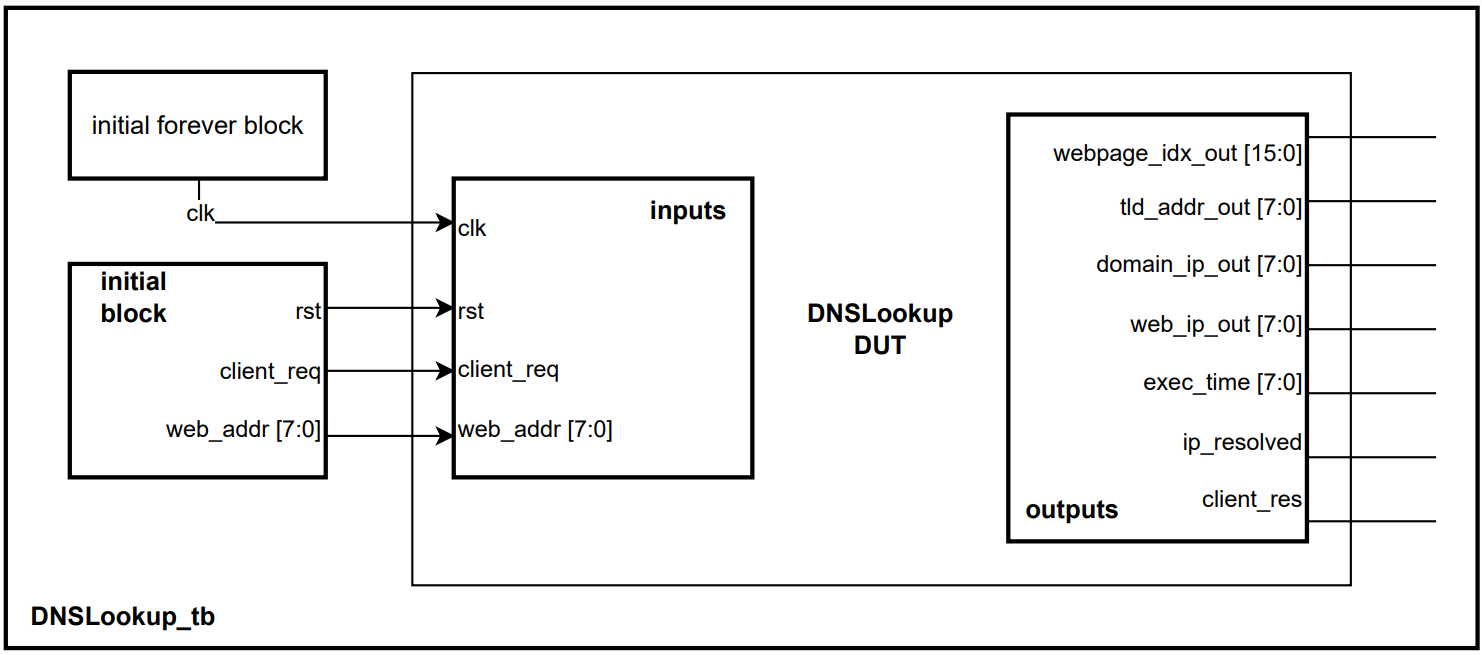 initial forever block
clk
initial
block
rst
client_req
web_addr [7:0]
inputs
clk
rst
client_req
web_addr [7:0]
DNSLookup
DUT
webpage_idx_out [15:0]
tld_addr_out [7:0]
domain_ip_out [7:0]
web_ip_out [7:0]
exec_time [7:0]
ip_resolved
client_res
outputs
DNSLookup_tb